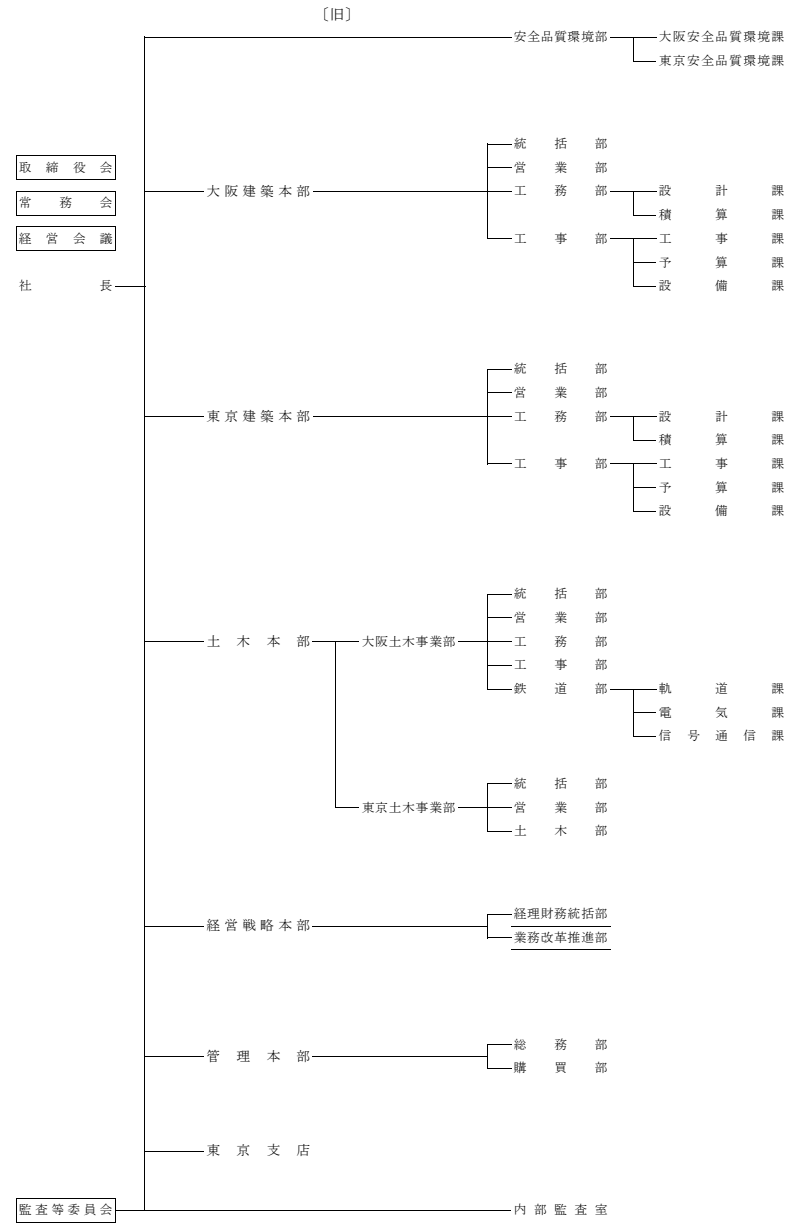 〔旧〕
安全品質環境部 大阪安全品質環境課
東京安全品質環境課
統括部
取締役会 営業部
常務会 大阪建築本部 工務部 設計課
積算課
経営会議 工事部 工事課
予算課
社長 設備課
統括部
営業部
東京建築本部 工務部 設計課
積算課
工事部 工事課
予算課
設備課
統括部
営業部
土木本部 大阪土木事業部 工務部
工事部
鉄道部 軌道課
電気課
信号通信課
統括部
東京土木事業部 営業部
土木部
経営戦略本部 経理財務統括部
業務改革推進部
管理本部 総務部
購買部
東京支店
監査等委員会 内部監査室